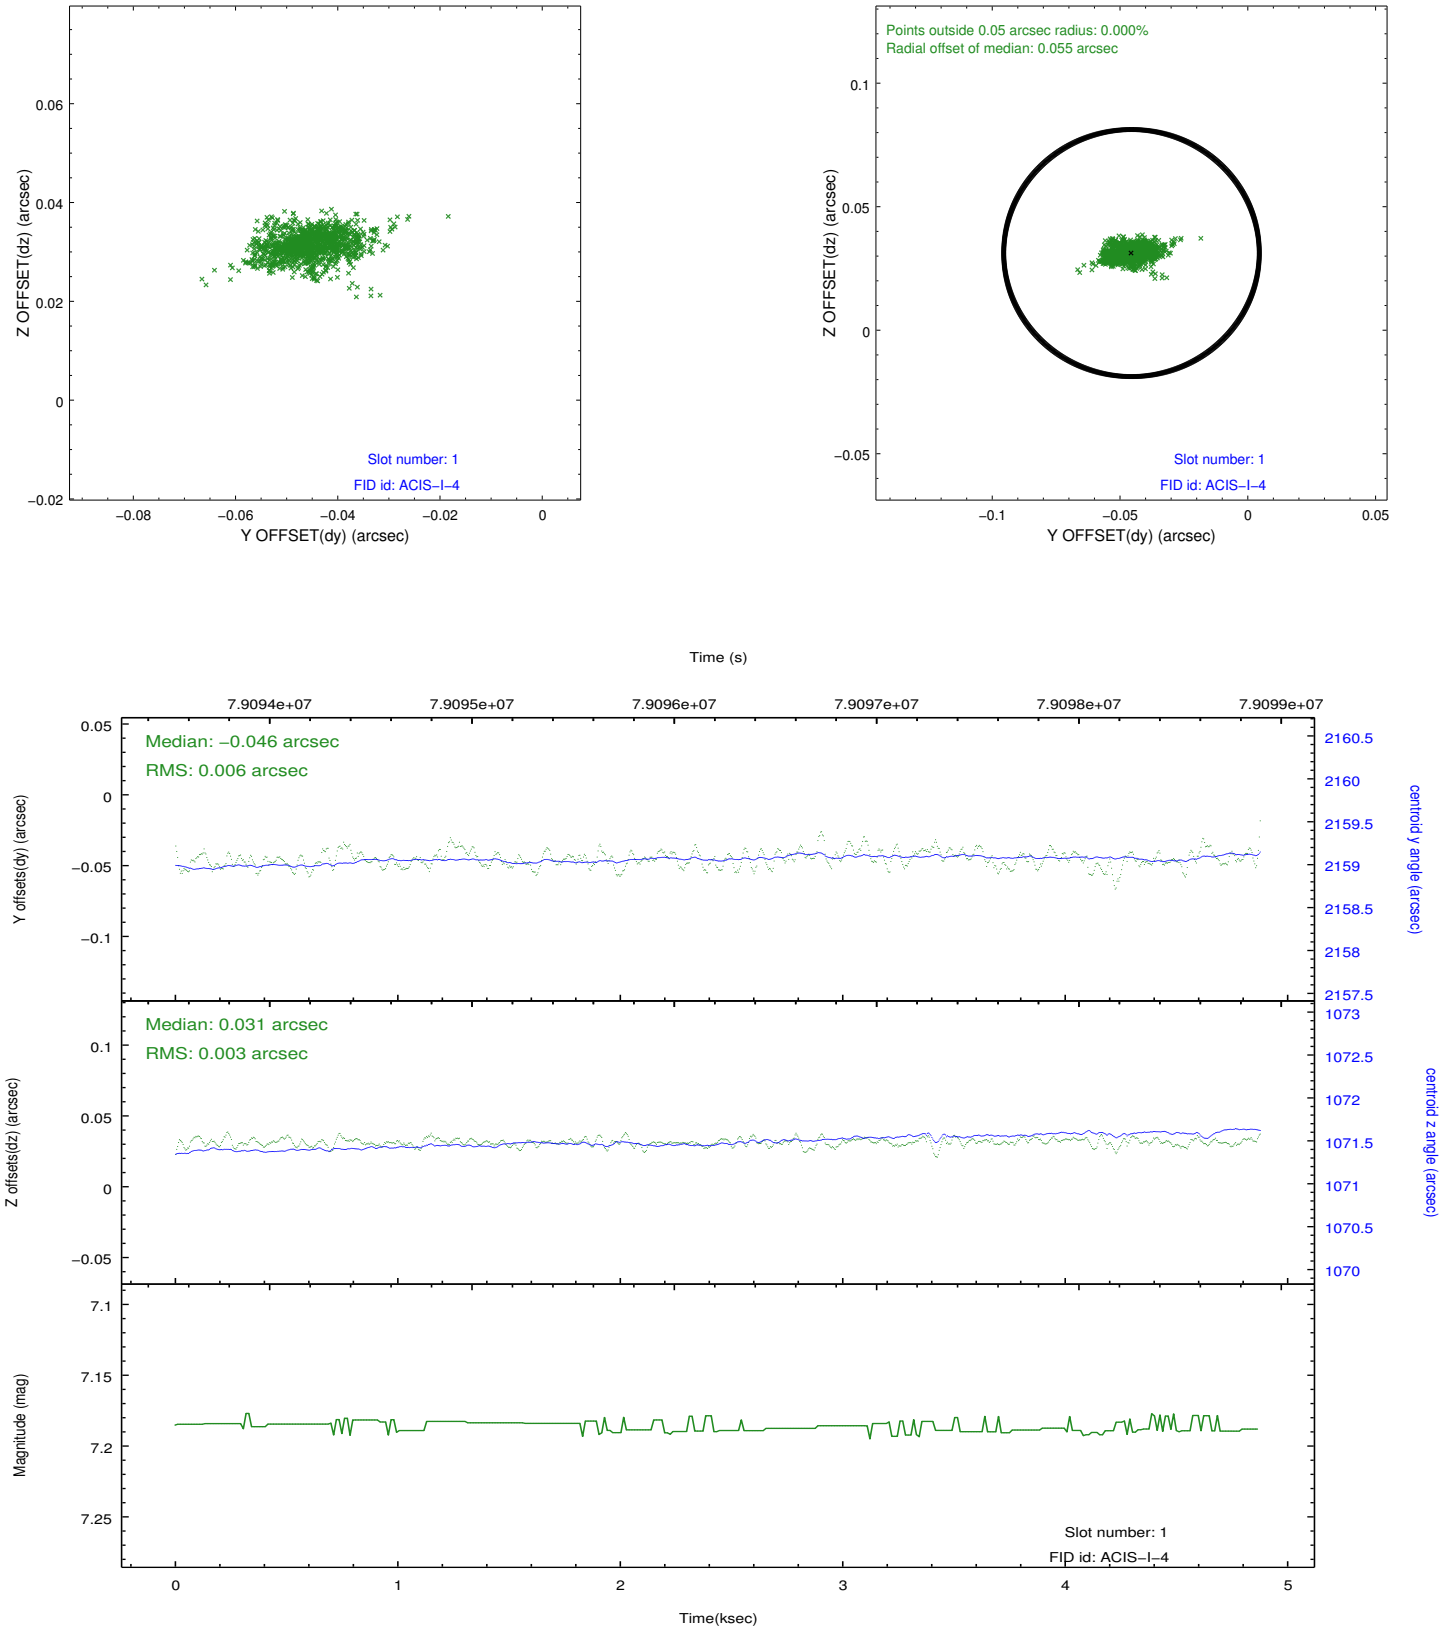 0.06
0.04
0.02
0
−0.02
Z OFFSET(dz) (arcsec)
Slot number: 1
FID id: ACIS−I−4
−0.08 −0.06 −0.04 −0.02 0
Y OFFSET(dy) (arcsec)
Points outside 0.05 arcsec radius: 0.000%
Radial offset of median: 0.055 arcsec
0.1
0.05
0
−0.05
Z OFFSET(dz) (arcsec)
Slot number: 1
FID id: ACIS−I−4
−0.1 −0.05 0 0.05
Y OFFSET(dy) (arcsec)
Time (s)
7.9094e+07 7.9095e+07 7.9096e+07 7.9097e+07 7.9098e+07 7.9099e+07
Median: −0.046 arcsec
RMS: 0.006 arcsec
0.05
0
−0.05
−0.1
Y offsets(dy) (arcsec)
2160.5
2160
2159.5
2159
2158.5
2158
2157.5
centroid y angle (arcsec)
Median: 0.031 arcsec
RMS: 0.003 arcsec
0.1
0.05
0
−0.05
Z offsets(dz) (arcsec)
1073
1072.5
1072
1071.5
1071
1070.5
1070
centroid z angle (arcsec)
7.1
7.15
7.2
7.25
Magnitude (mag)
Slot number: 1
FID id: ACIS−I−4
0 1 2 3 4 5
Time(ksec)